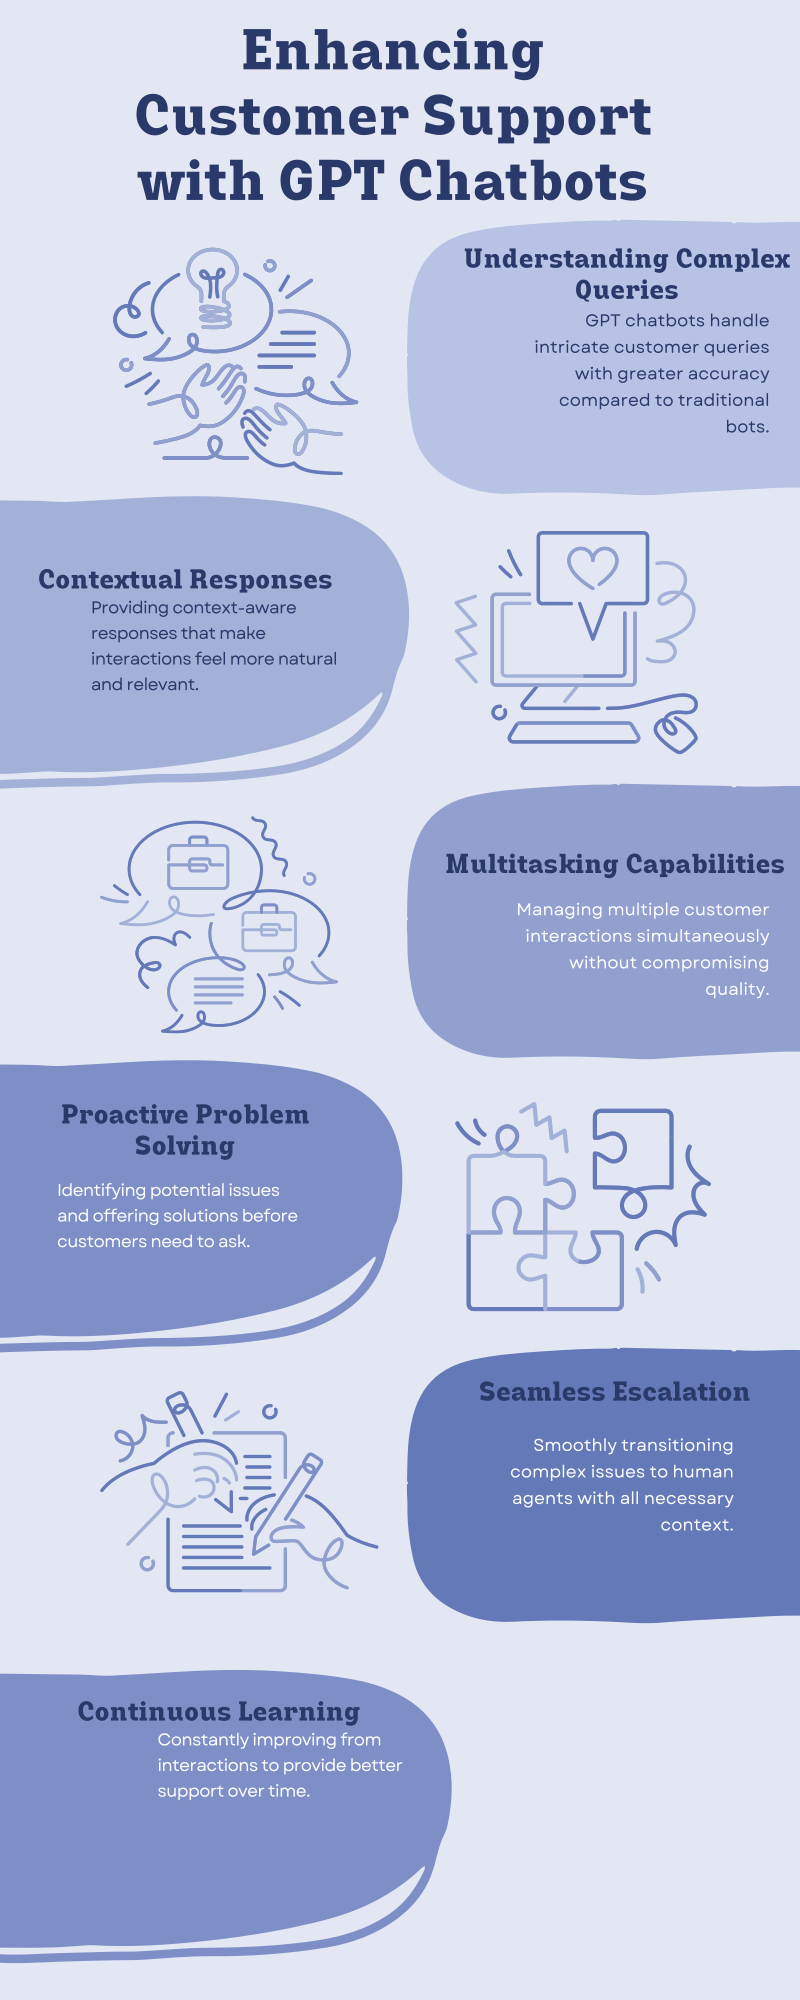 Enhancing
Customer Support
with GPT Chatbots
Understanding Complex
Queries
GPT chatbots handle
intricate customer queries
with greater accuracy
compared to traditional
bots.
Contextual Responses
Providing context-aware
responses that make
interactions feel more natural
and relevant.
Multitasking Capabilities
Managing multiple customer
interactions simultaneously
without compromising
quality.
Proactive Problem
Solving
Identifying potential issues
and offering solutions before
customers need to ask.
Seamless Escalation
Smoothly transitioning
complex issues to human
agents with all necessary
context.
Continuous Learning
Constantly improving from
interactions to provide better
support over time.